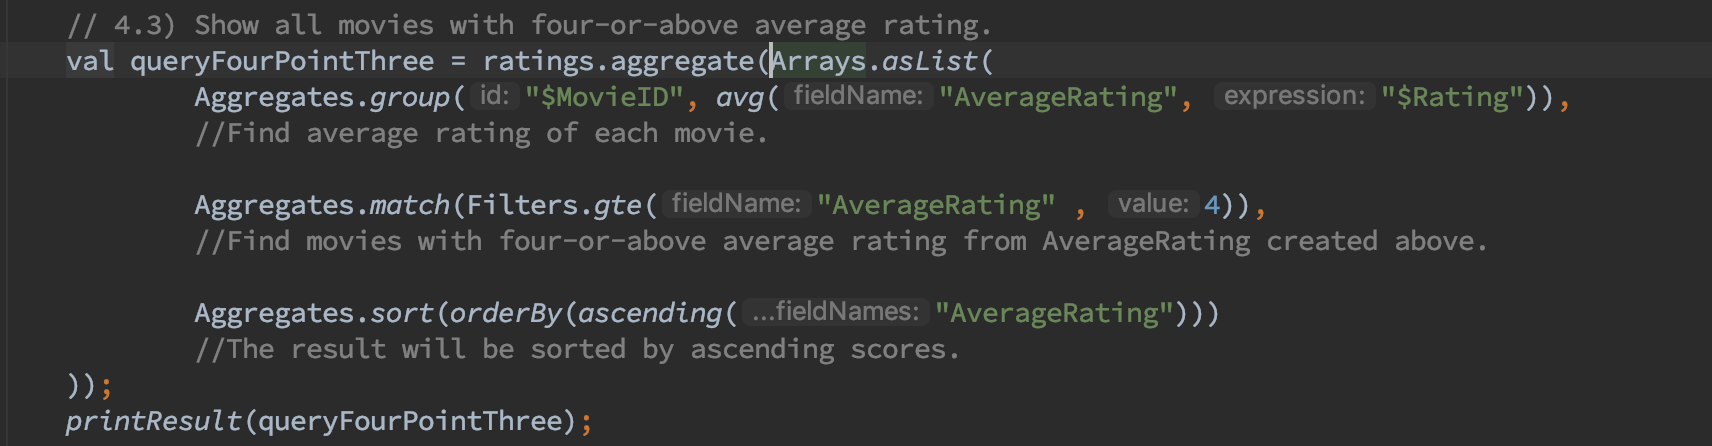 // 4.3) Show all movies with four-or-above average rating.
val queryFourPointThree = ratings.aggregate(Arrays.asList(
Aggregates.group( id: "$MovieID", avg( fieldName: "AverageRating", expression: "$Rating")),
//Find average rating of each movie.
Aggregates.match(Filters.gte( fieldName: "AverageRating" , value: 4)),
//Find movies with four-or-above average rating from AverageRating created above.
Aggregates.sort(orderBy(ascending( ...fieldNames: "AverageRating")))
//The result will be sorted by ascending scores.
));
printResult(queryFourPointThree);